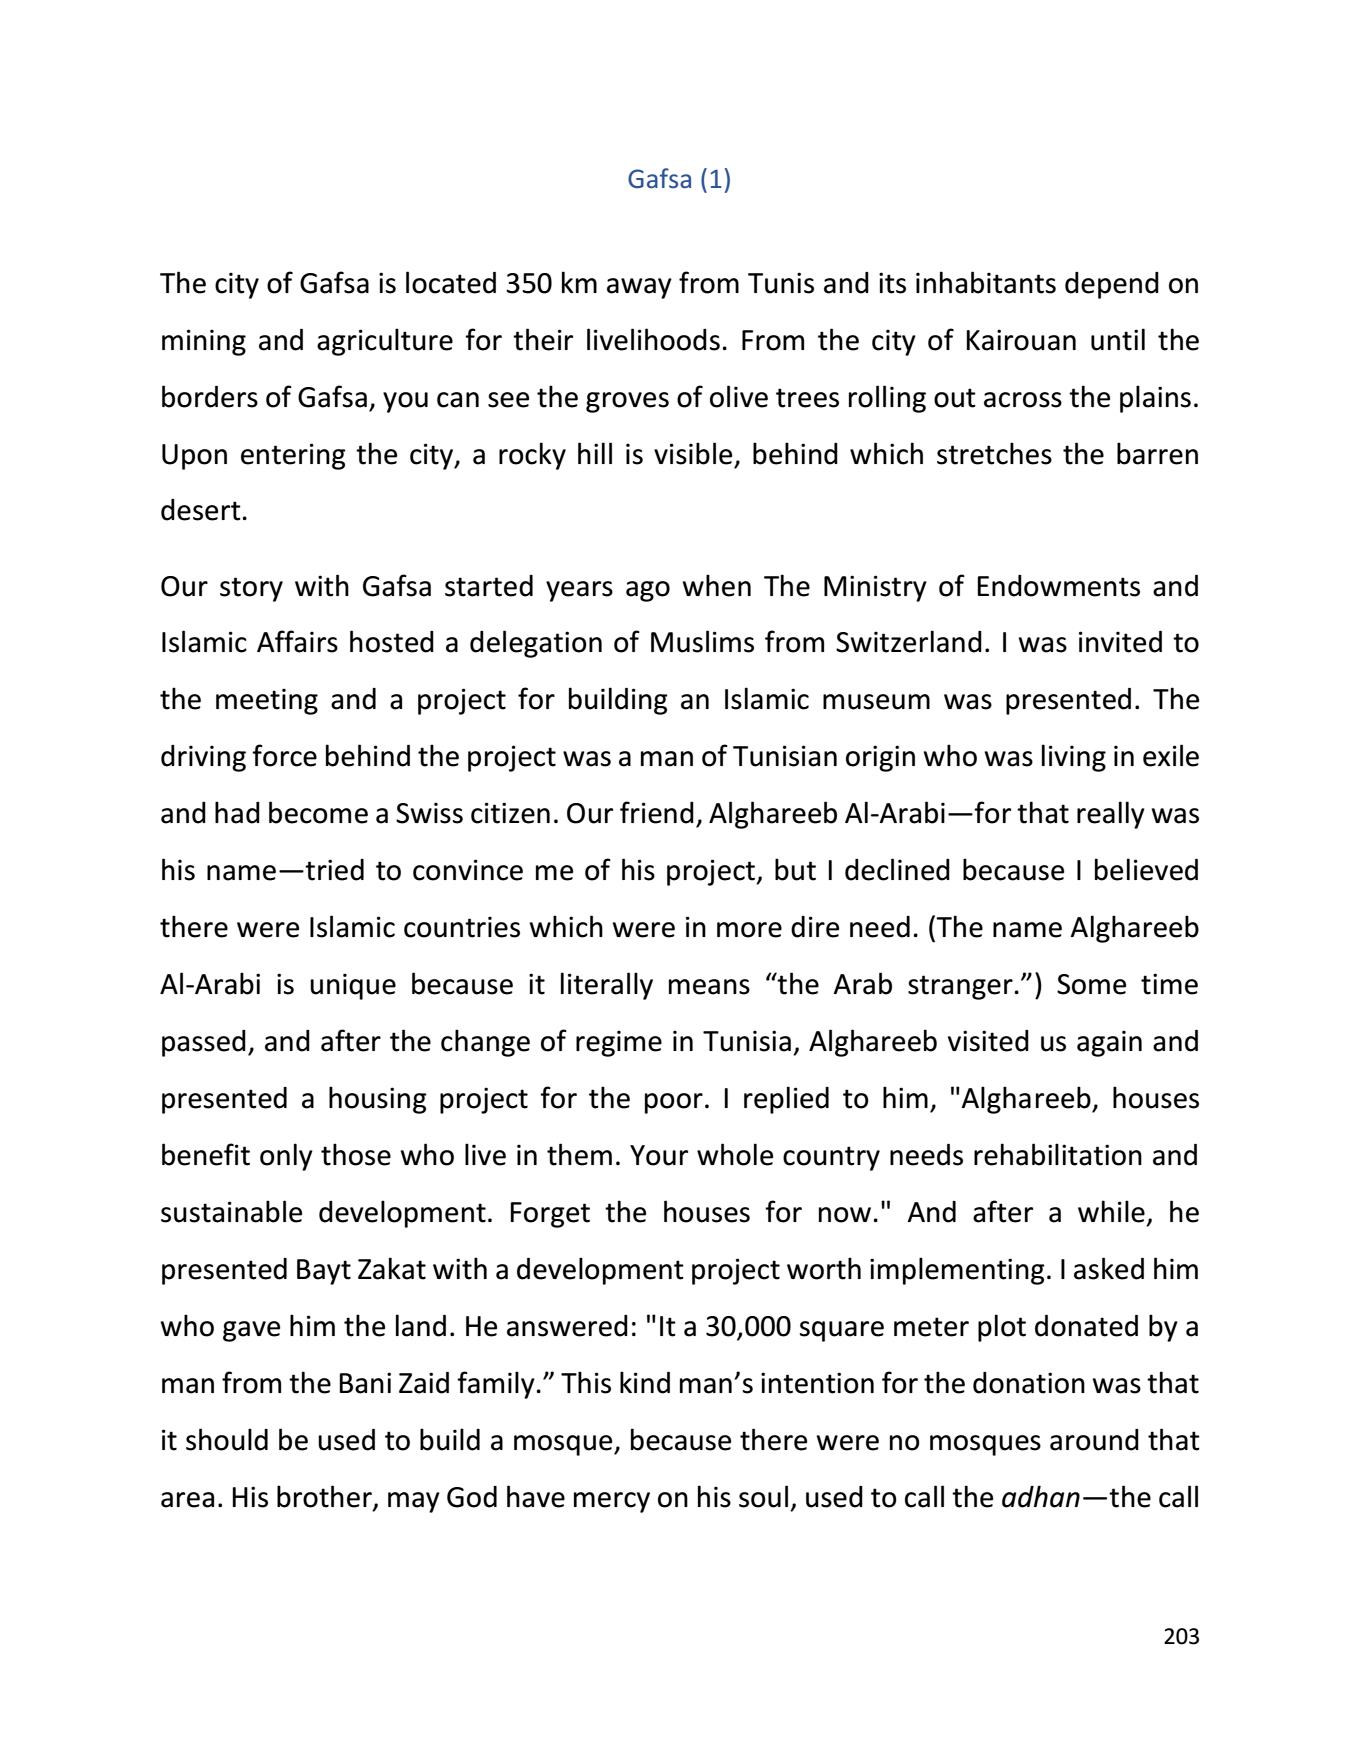 Gafsa (1)
The city of Gafsa is located 350 km away from Tunis and its inhabitants depend on
mining and agriculture for their livelihoods. From the city of Kairouan until the
borders of Gafsa, you can see the groves of olive trees rolling out across the plains.
Upon entering the city, a rocky hill is visible, behind which stretches the barren
desert.
Our story with Gafsa started years ago when The Ministry of Endowments and
Islamic Affairs hosted a delegation of Muslims from Switzerland. I was invited to
the meeting and a project for building an Islamic museum was presented. The
driving force behind the project was a man of Tunisian origin who was living in exile
and had become a Swiss citizen. Our friend, Alghareeb Al-Arabi—for that really was
his name—tried to convince me of his project, but I declined because I believed
there were Islamic countries which were in more dire need. (The name Alghareeb
Al-Arabi is unique because it literally means “the Arab stranger.”) Some time
passed, and after the change of regime in Tunisia, Alghareeb visited us again and
presented a housing project for the poor. I replied to him, "Alghareeb, houses
benefit only those who live in them. Your whole country needs rehabilitation and
sustainable development. Forget the houses for now." And after a while, he
presented Bayt Zakat with a development project worth implementing. I asked him
who gave him the land. He answered: "It a 30,000 square meter plot donated by a
man from the Bani Zaid family.” This kind man’s intention for the donation was that
it should be used to build a mosque, because there were no mosques around that
area. His brother, may God have mercy on his soul, used to call the adhan—the call
203